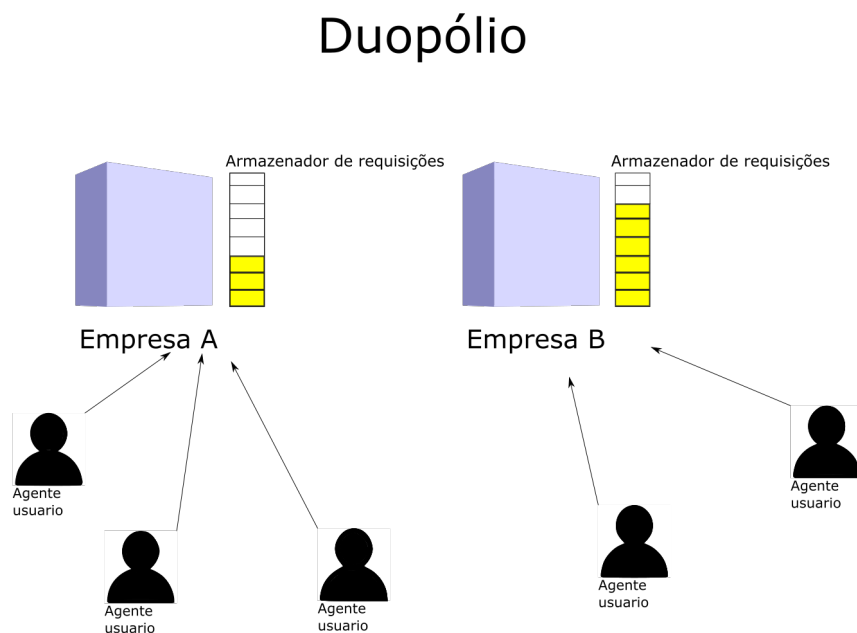 Duopólio
Armazenador de requisições
Armazenador de requisições
Empresa A
Empresa B
Agente
usuario
Agente
usuario
Agente
usuario
Agente
usuario
Agente
usuario